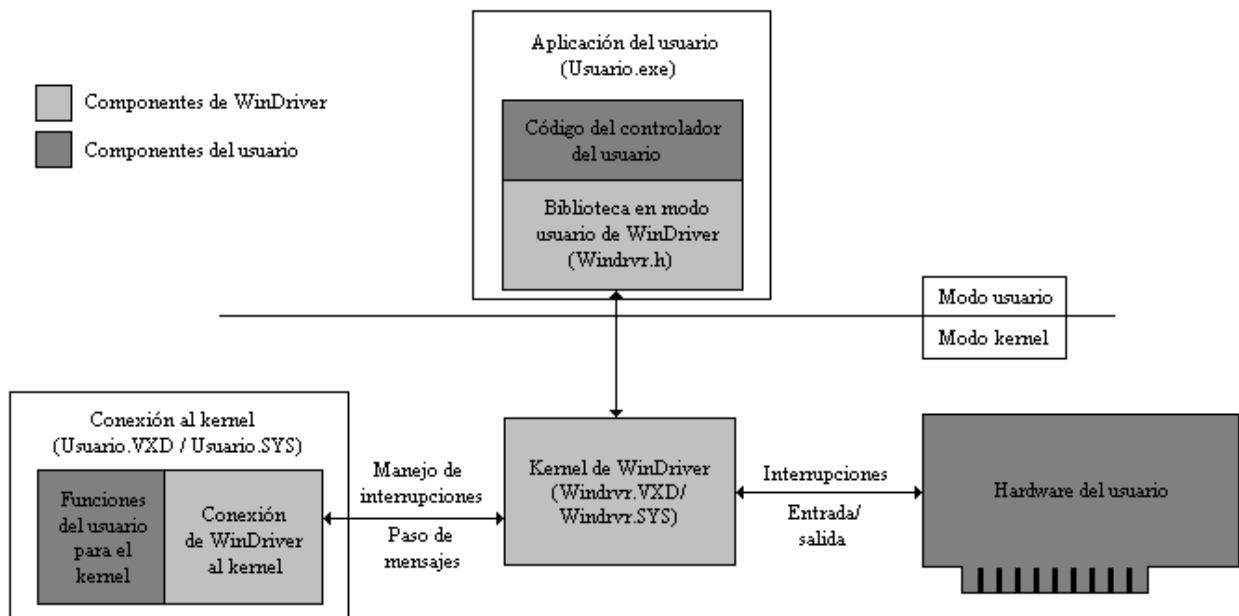 Aplicación del usuario
(Usuario.exe)
Componentes de WinDriver
Componentes del usuario
Código del controlador
del usuario
Biblioteca en modo
usuario de WinDriver
(Windrvr.h)
Modo usuario
Modo kernel
Conexión al kernel
(Usuario.VXD / Usuario.SYS)
Funciones
del usuario
para el
kernel
Conexión
de WinDriver
al kernel
Manejo de
interrupciones
Paso de
mensajes
Kernel de WinDriver
(Windrvr.VXD/
Windrvr.SYS)
Interrupciones
Entrada/
salida
Hardware del usuario